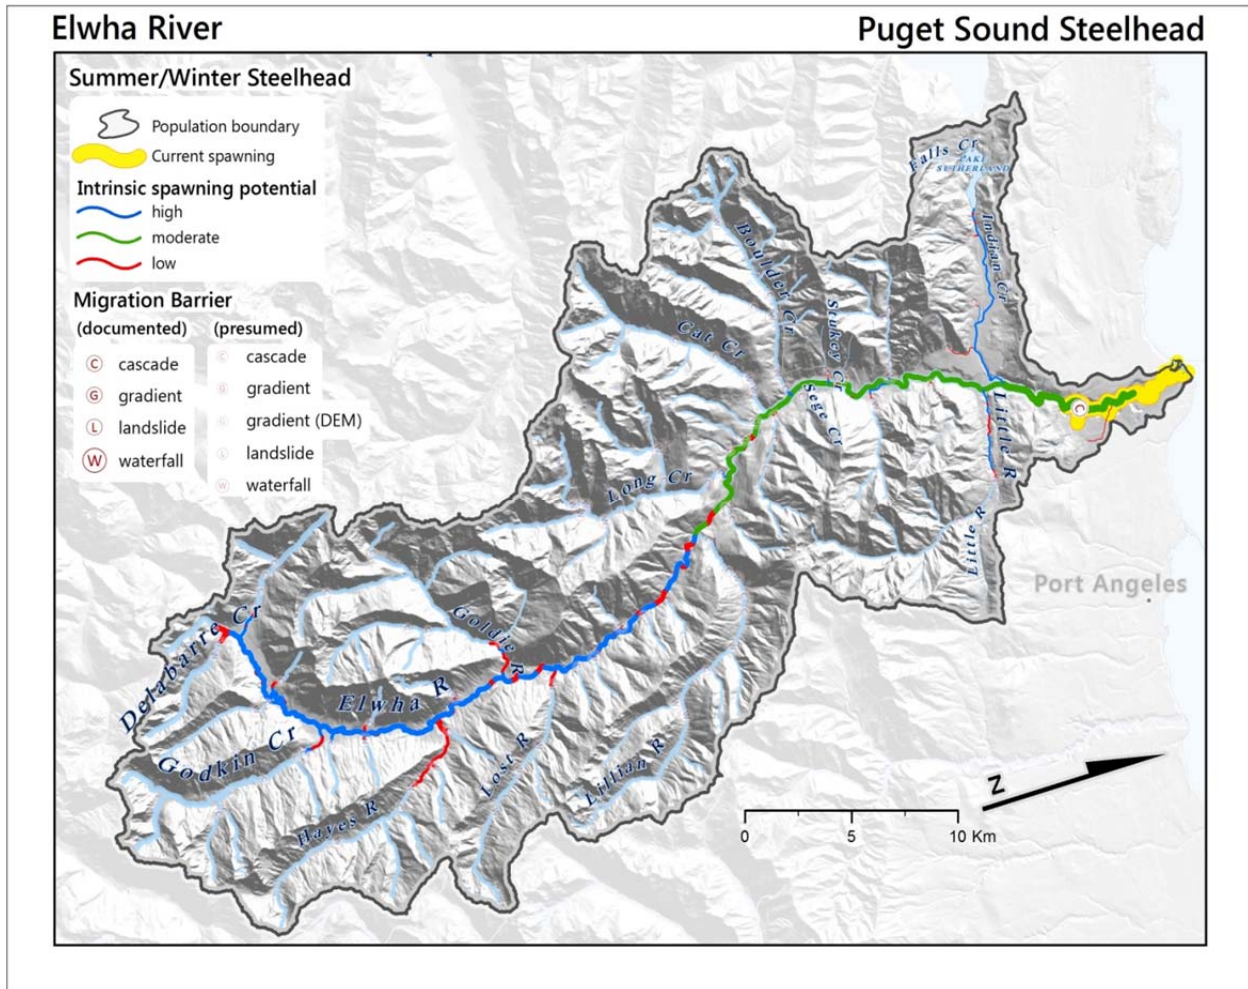 Elwha River
Puget Sound Steelhead
Summer/Winter Steelhead
Population boundary
Current spawning
Intrinsic spawning potential
high
moderate
low
Migration Barrier
(documented)
(presumed)
C cascade
G gradient
L landslide
W waterfall
C cascade
G gradient
G gradient (DEM)
L landslide
W waterfall
Falls Cr
LAKE
SUTHERLAND
Indian Cr
Boulder Cr
Stukey Cr
Cat Cr
Sege Cr
Little R
C
Long Cr
Little R
Port Angeles
Goldie R
Delabarre Cr
Elwha R
Godkin Cr
Lost R
Lillian R
Hayes R
N
0 5 10 Km